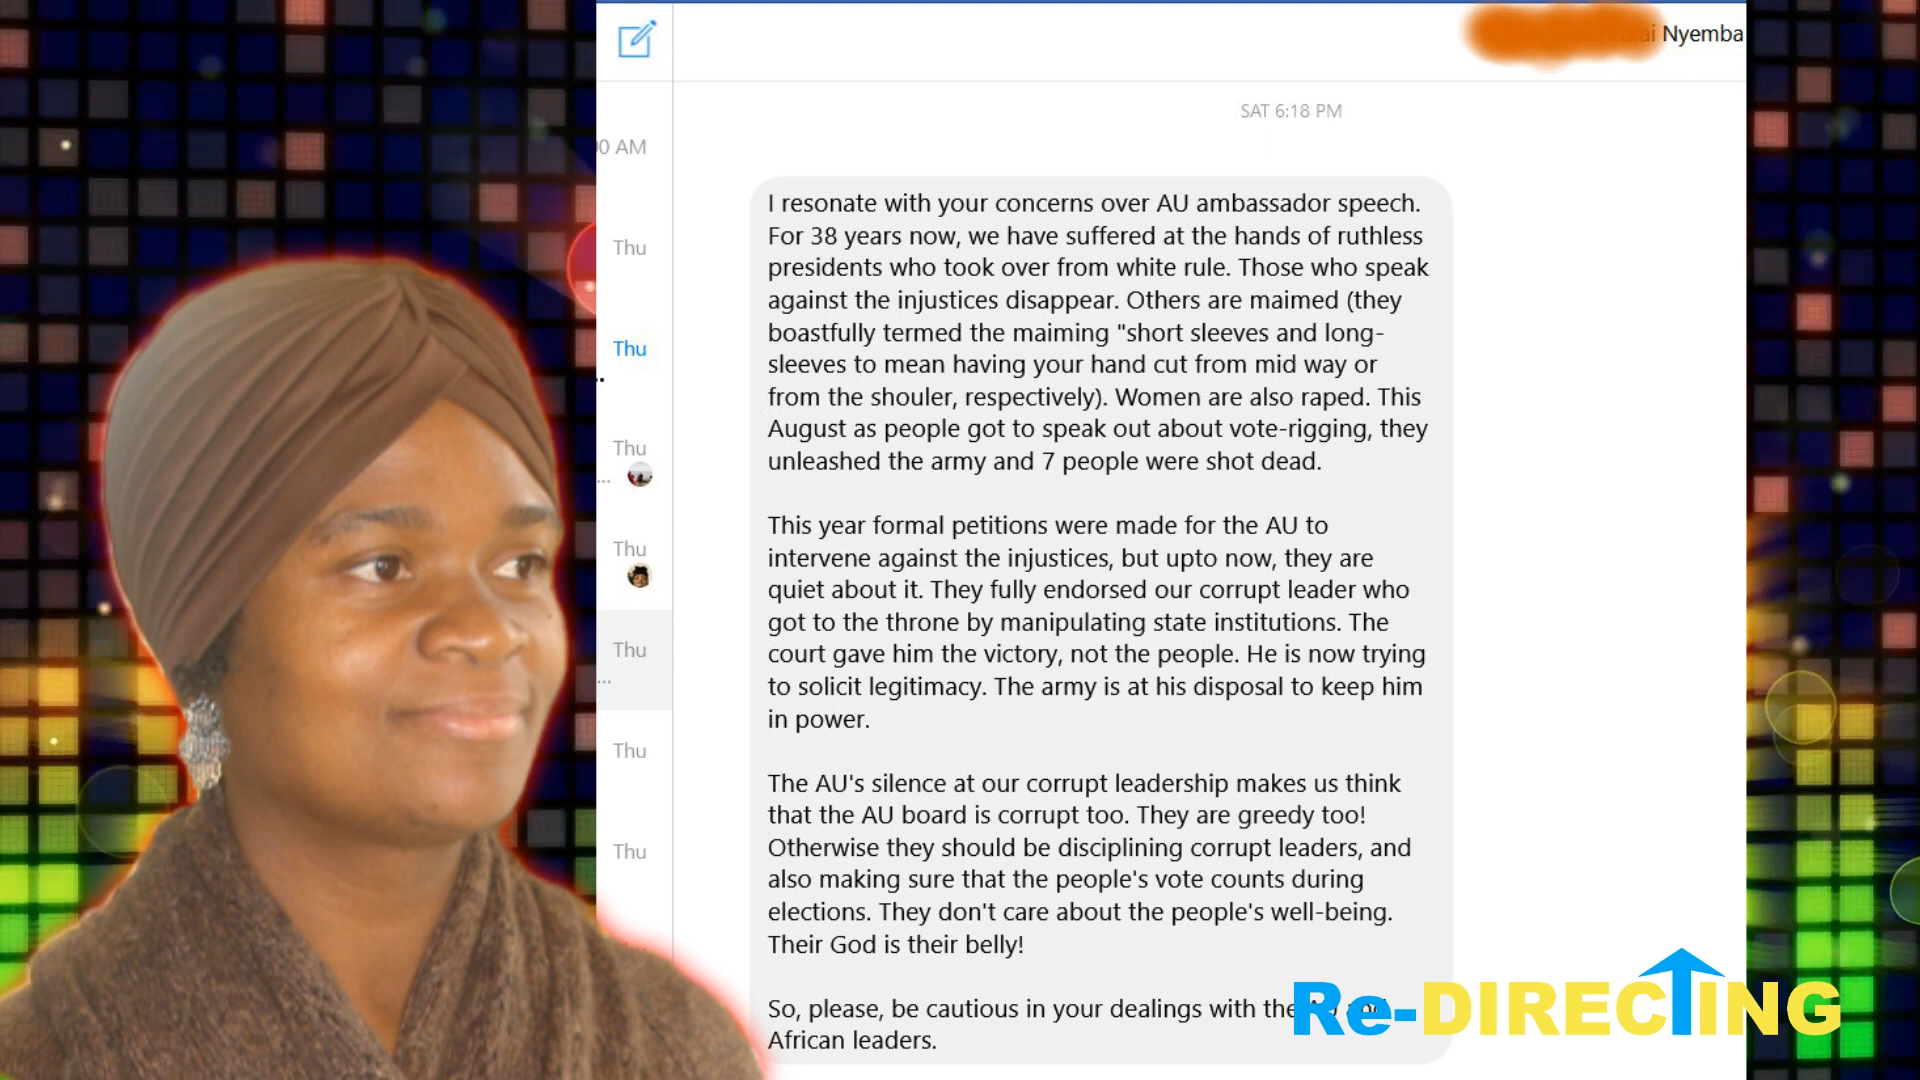 Nyemba
SAT 6:18 PM
0 AM
Thu
Thu
Thu
Thu
Thu
Thu
Thu
I resonate with your concerns over AU ambassador speech.
For 38 years now, we have suffered at the hands of ruthless
presidents who took over from white rule. Those who speak
against the injustices disappear. Others are maimed (they
boastfully termed the maiming "short sleeves and long-
sleeves to mean having your hand cut from mid way or
from the shouler, respectively). Women are also raped. This
August as people got to speak out about vote-rigging, they
unleashed the army and 7 people were shot dead.
This year formal petitions were made for the AU to
intervene against the injustices, but upto now, they are
quiet about it. They fully endorsed our corrupt leader who
got to the throne by manipulating state institutions. The
court gave him the victory, not the people. He is now trying
to solicit legitimacy. The army is at his disposal to keep him
in power.
The AU's silence at our corrupt leadership makes us think
that the AU board is corrupt too. They are greedy too!
Otherwise they should be disciplining corrupt leaders, and
also making sure that the people's vote counts during
elections. They don't care about the people's well-being.
Their God is their belly!
So, please, be cautious in your dealings with the
African leaders.
Re-DIRECTING